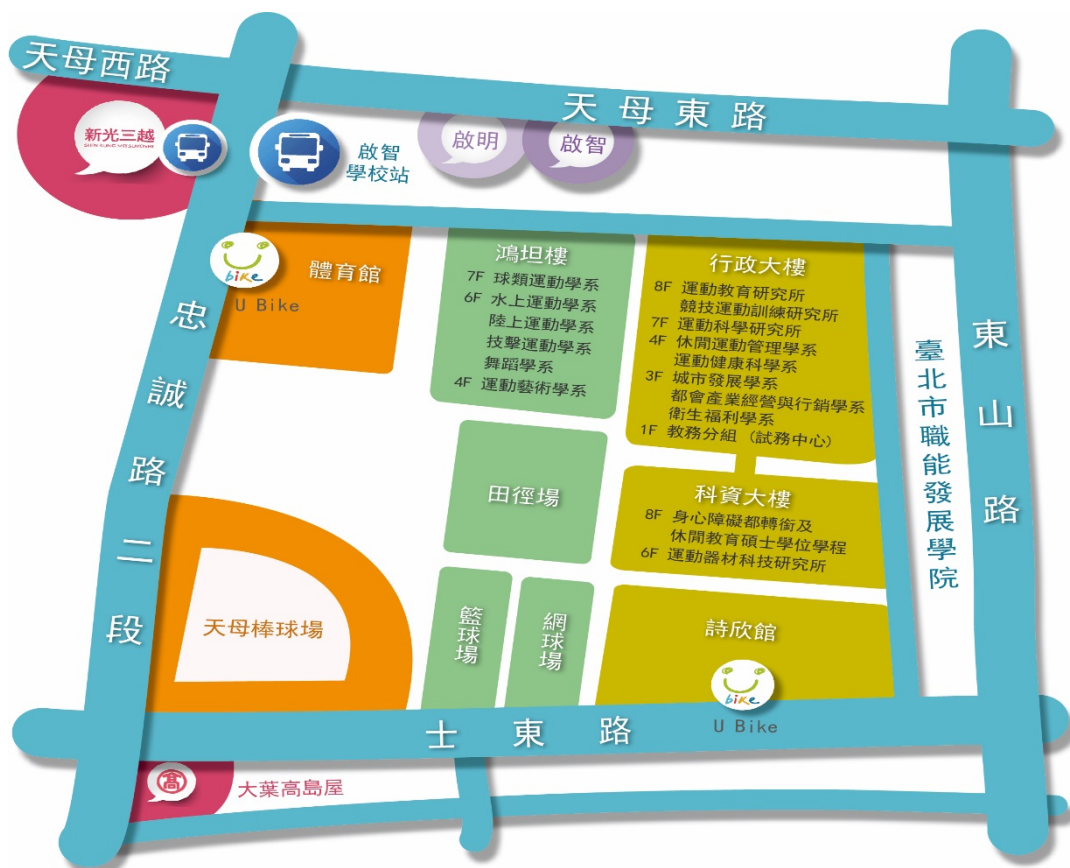 天母西路
天母東路
新光三越
SHIN KONG MITSUKOSHI
啟智
學校站
啟明
啟智
bike
U Bike
體育館
鴻坦樓
7F 球類運動學系
6F 水上運動學系
陸上運動學系
技擊運動學系
舞蹈學系
4F 運動藝術學系
行政大樓
8F 運動教育研究所
競技運動訓練研究所
7F 運動科學研究所
4F 休閒運動管理學系
運動健康科學系
3F 城市發展學系
都會產業經營與行銷學系
衛生福利學系
1F 教務分組（試務中心）
臺北市職能發展學院
東山路
忠誠路二段
田徑場
科資大樓
8F 身心障礙都轉銜及
休閒教育碩士學位學程
6F 運動器材科技研究所
天母棒球場
籃球場
網球場
詩欣館
bike
U Bike
士東路
髙
大葉高島屋